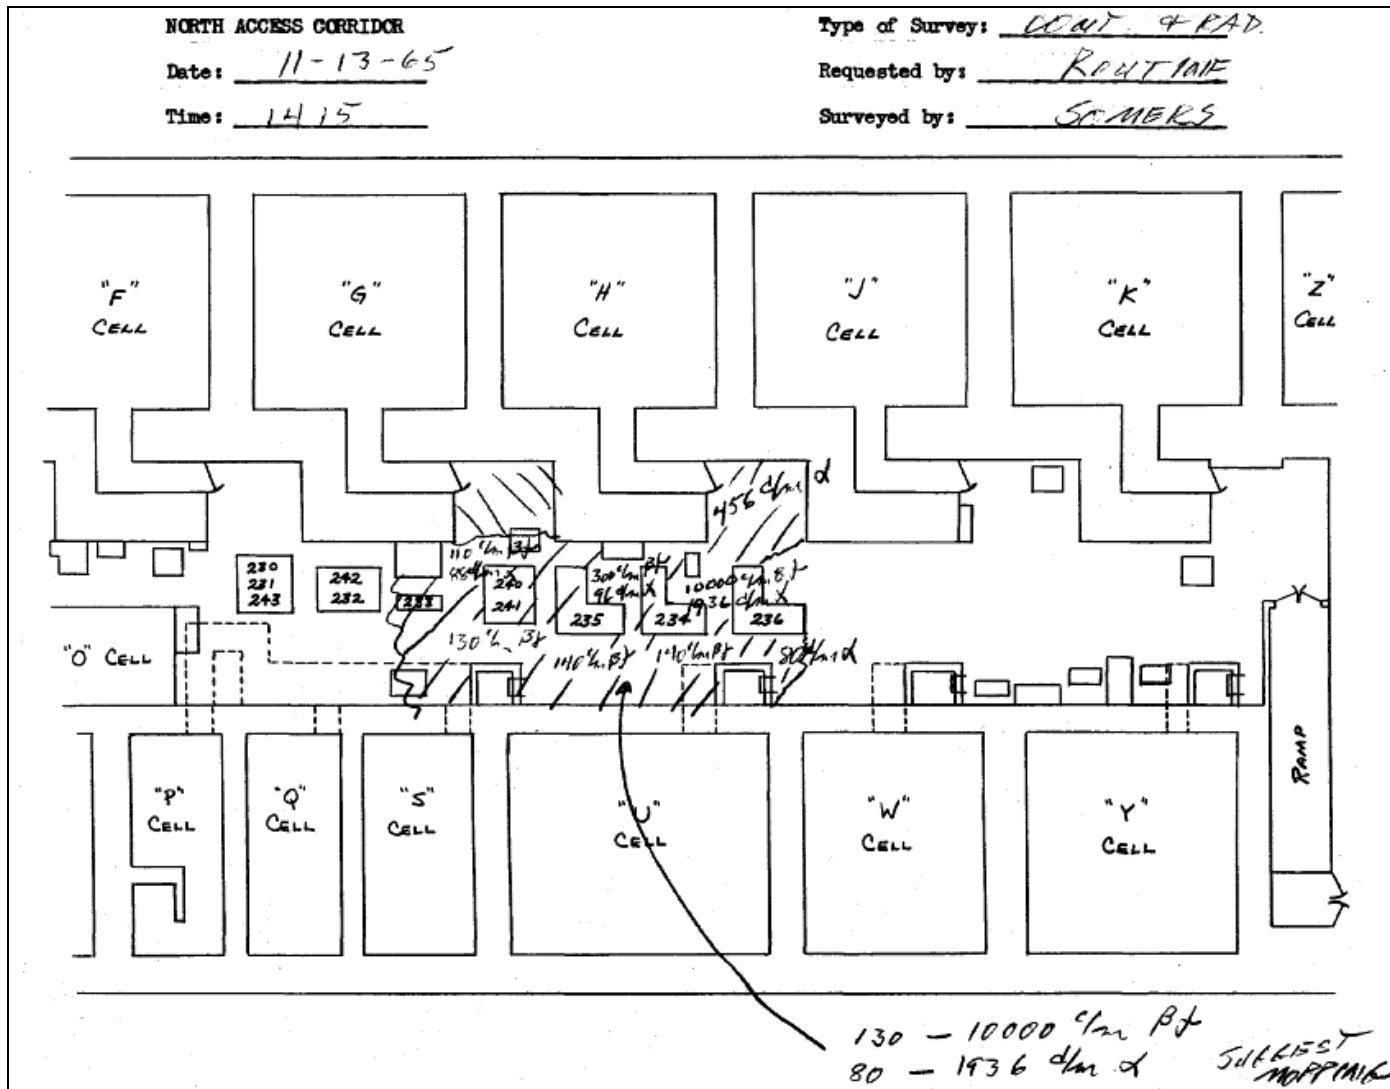 NORTH ACCESS CORRIDOR
Date: 11-13-65
Time: 1415
Type of Survey: CONT. & RAD.
Requested by: ROUTINE
Surveyed by: SOMERS
"F"
CELL
"G"
CELL
"H"
CELL
"J"
CELL
"K"
CELL
"Z"
CELL
456 d/m α
110 c/m βγ
88 d/m α
300 c/m βγ
96 d/m α
10000 c/m βγ
1936 d/m α
230
231
243
242
232
233
240
241
235
234
236
130 c/m βγ
140 c/m βγ
140 c/m βγ
80 d/m α
"O" CELL
"P"
CELL
"Q"
CELL
"S"
CELL
"U"
CELL
"W"
CELL
"Y"
CELL
RAMP
130 - 10000 c/m βγ
80 - 1936 d/m α
SUGGEST
MOPPING